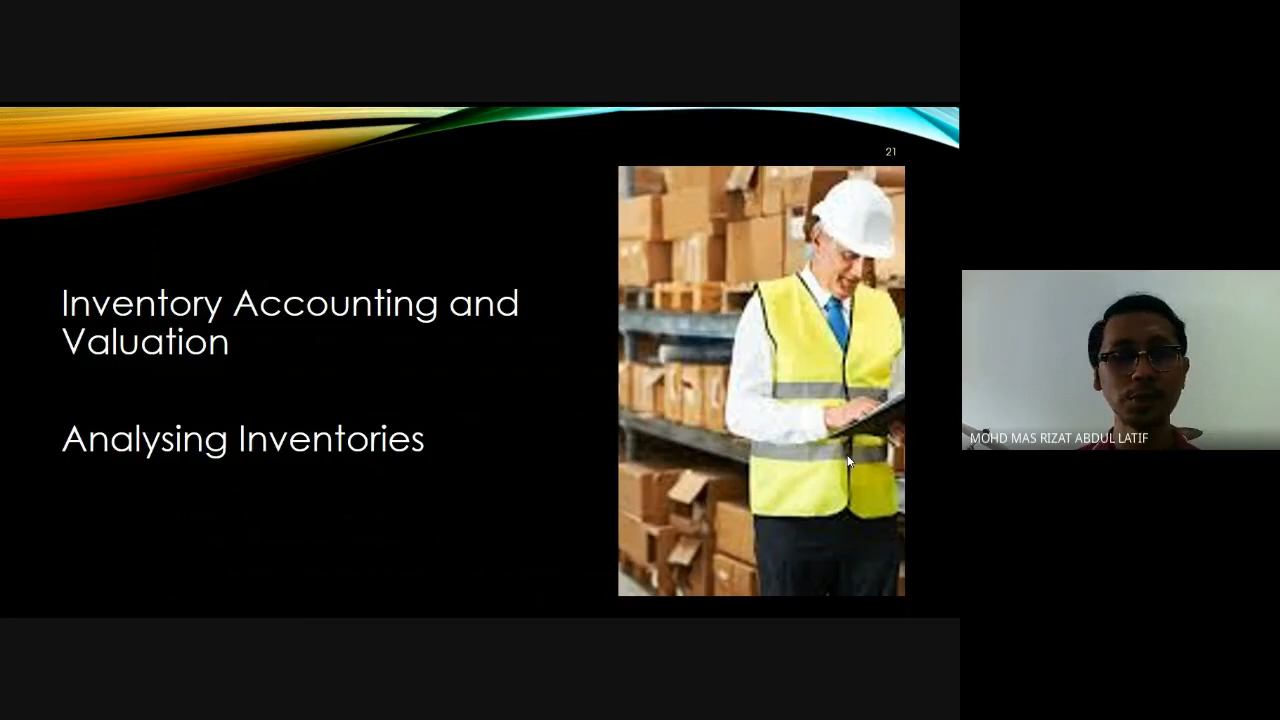 21
Inventory Accounting and
Valuation
Analysing Inventories
MOHD MAS RIZAT ABDUL LATIF